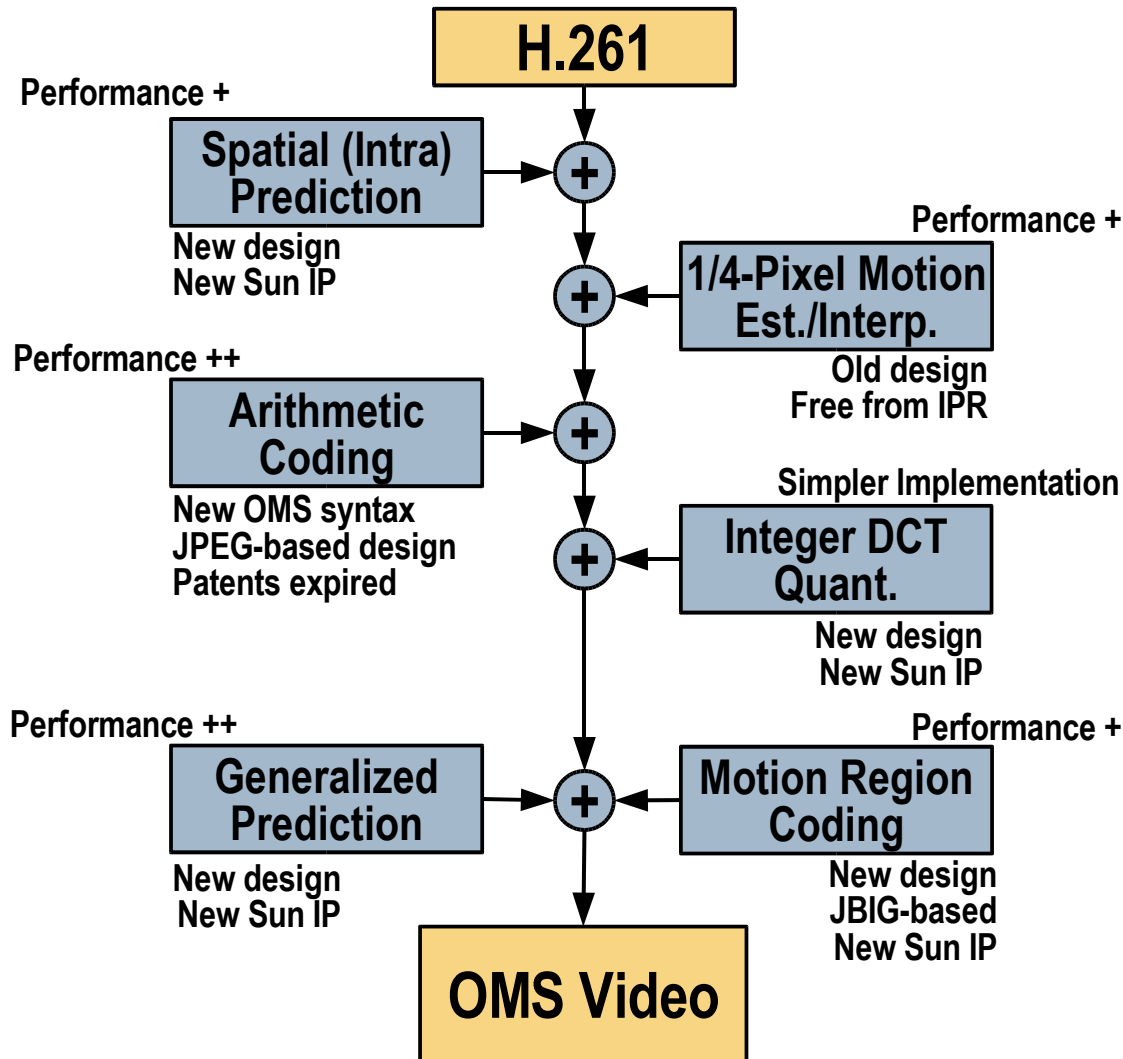 H.261
Performance +
Spatial (Intra)
Prediction
New design
New Sun IP
+
Performance +
1/4-Pixel Motion
Est./Interp.
Old design
Free from IPR
+
Performance ++
Arithmetic
Coding
New OMS syntax
JPEG-based design
Patents expired
+
Simpler Implementation
Integer DCT
Quant.
New design
New Sun IP
+
Performance ++
Generalized
Prediction
New design
New Sun IP
+
Performance +
Motion Region
Coding
New design
JBIG-based
New Sun IP
OMS Video